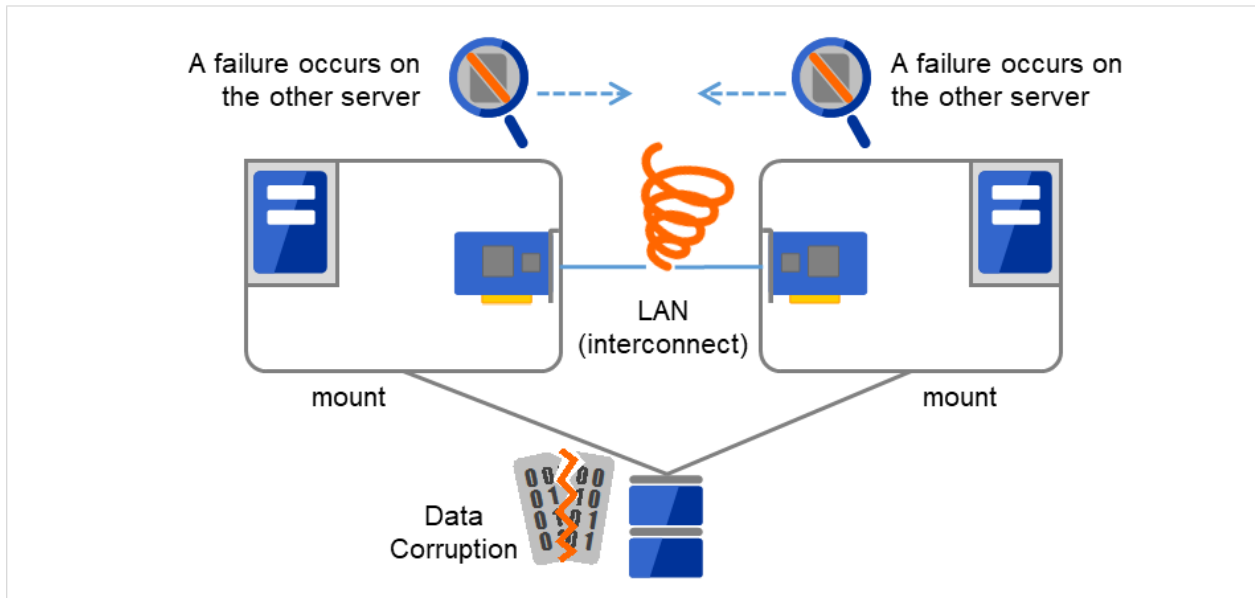 A failure occurs on
the other server
A failure occurs on
the other server
LAN
(interconnect)
mount
mount
Data
Corruption